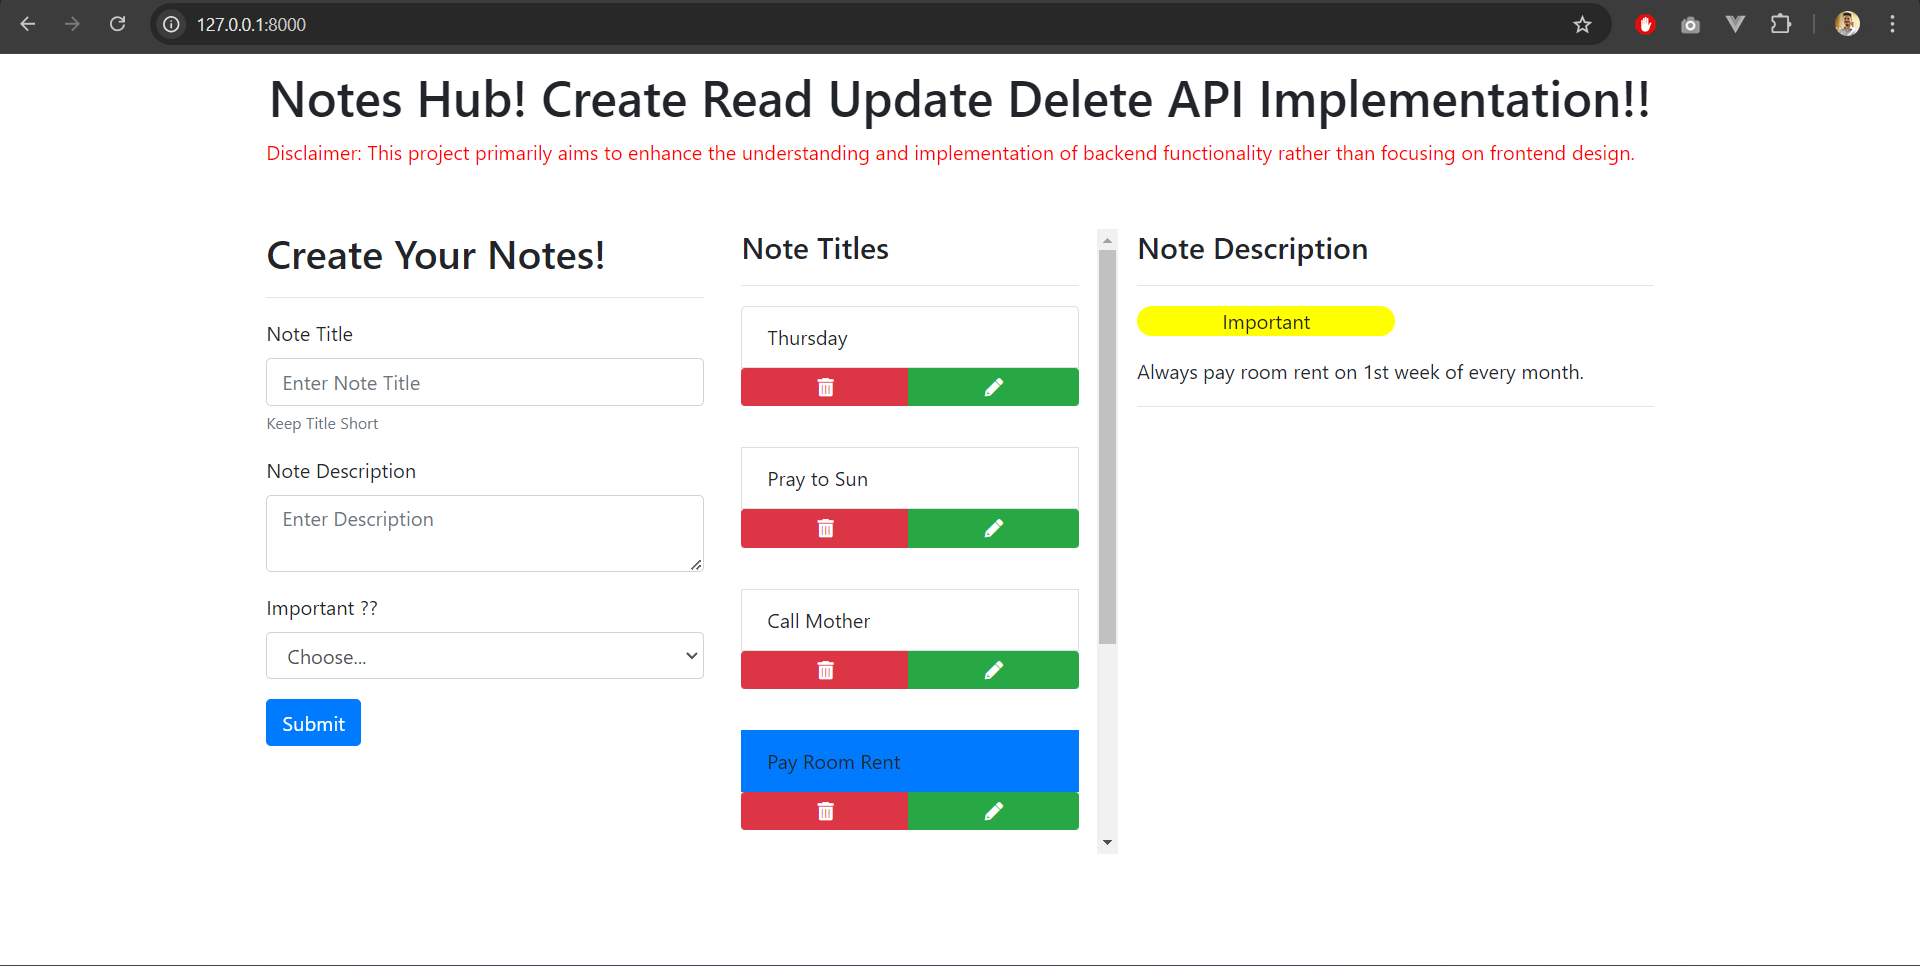 127.0.0.1:8000
Notes Hub! Create Read Update Delete API Implementation!!
Disclaimer: This project primarily aims to enhance the understanding and implementation of backend functionality rather than focusing on frontend design.
Create Your Notes!
Note Title
Enter Note Title
Keep Title Short
Note Description
Enter Description
Important ??
Choose...
Submit
Note Titles
Thursday
Pray to Sun
Call Mother
Pay Room Rent
Note Description
Important
Always pay room rent on 1st week of every month.